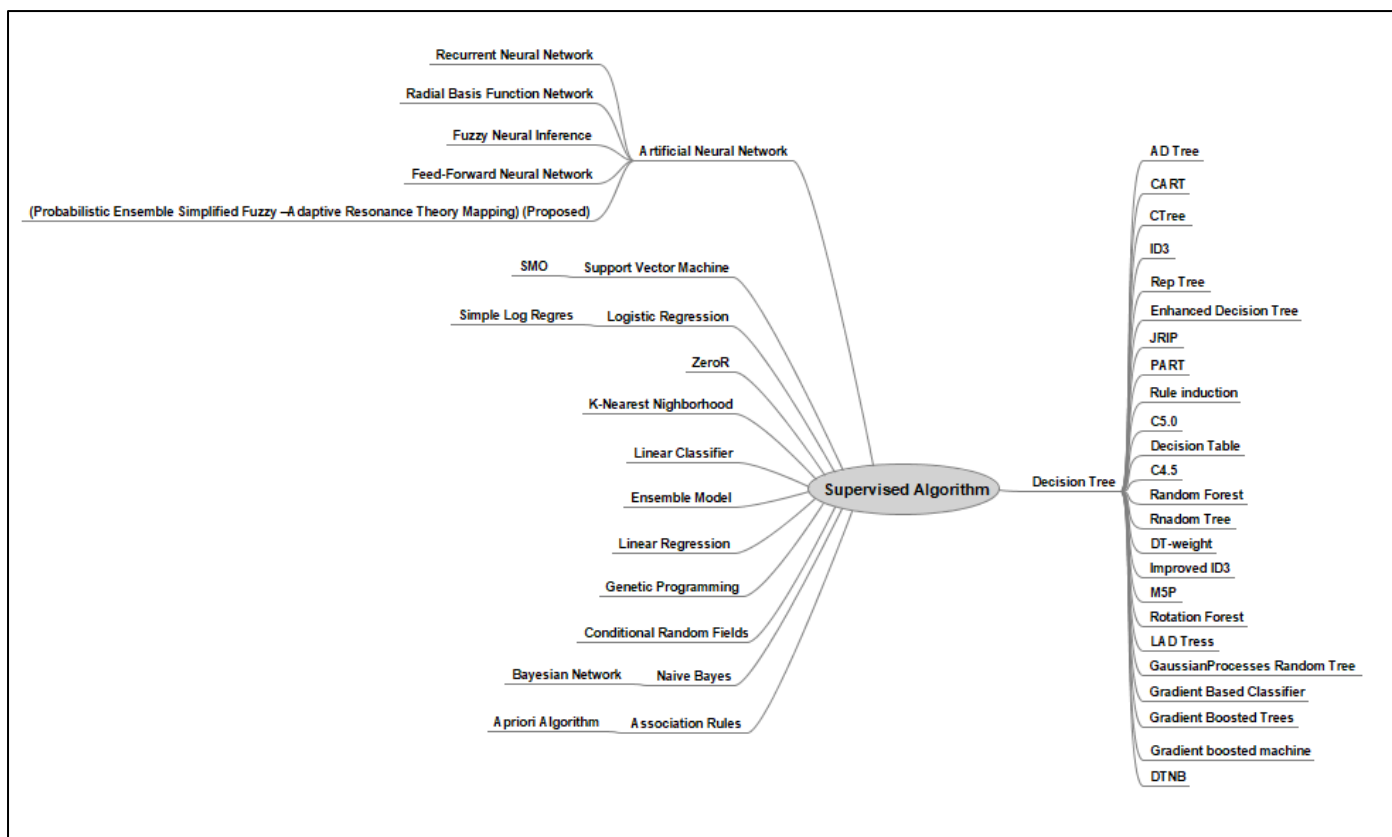 Recurrent Neural Network
Radial Basis Function Network
Fuzzy Neural Inference
Feed-Forward Neural Network
(Probabilistic Ensemble Simplified Fuzzy –Adaptive Resonance Theory Mapping) (Proposed)
Artificial Neural Network
SMO
Support Vector Machine
Simple Log Regres
Logistic Regression
ZeroR
K-Nearest Nighborhood
Linear Classifier
Ensemble Model
Linear Regression
Genetic Programming
Conditional Random Fields
Bayesian Network
Naive Bayes
Apriori Algorithm
Association Rules
Supervised Algorithm
Decision Tree
AD Tree
CART
CTree
ID3
Rep Tree
Enhanced Decision Tree
JRIP
PART
Rule induction
C5.0
Decision Table
C4.5
Random Forest
Rnadom Tree
DT-weight
Improved ID3
M5P
Rotation Forest
LAD Tress
GaussianProcesses Random Tree
Gradient Based Classifier
Gradient Boosted Trees
Gradient boosted machine
DTNB